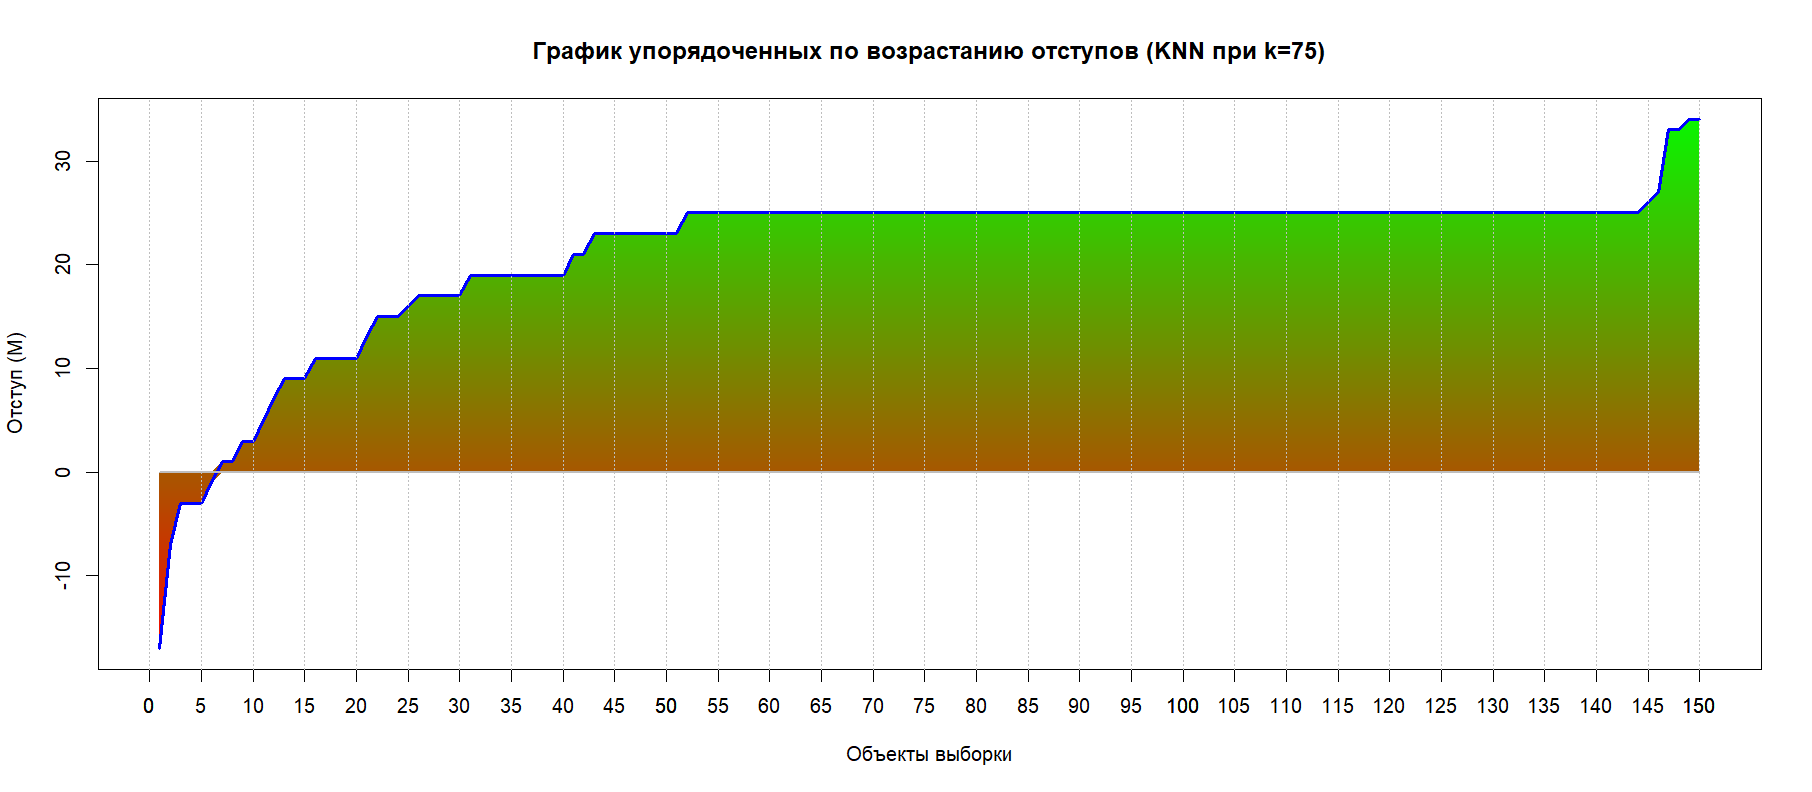 График упорядоченных по возрастанию отступов (KNN при k=75)
Отступ (M)
30
20
10
0
-10
0 5 10 15 20 25 30 35 40 45 50 55 60 65 70 75 80 85 90 95 100 105 110 115 120 125 130 135 140 145 150
Объекты выборки